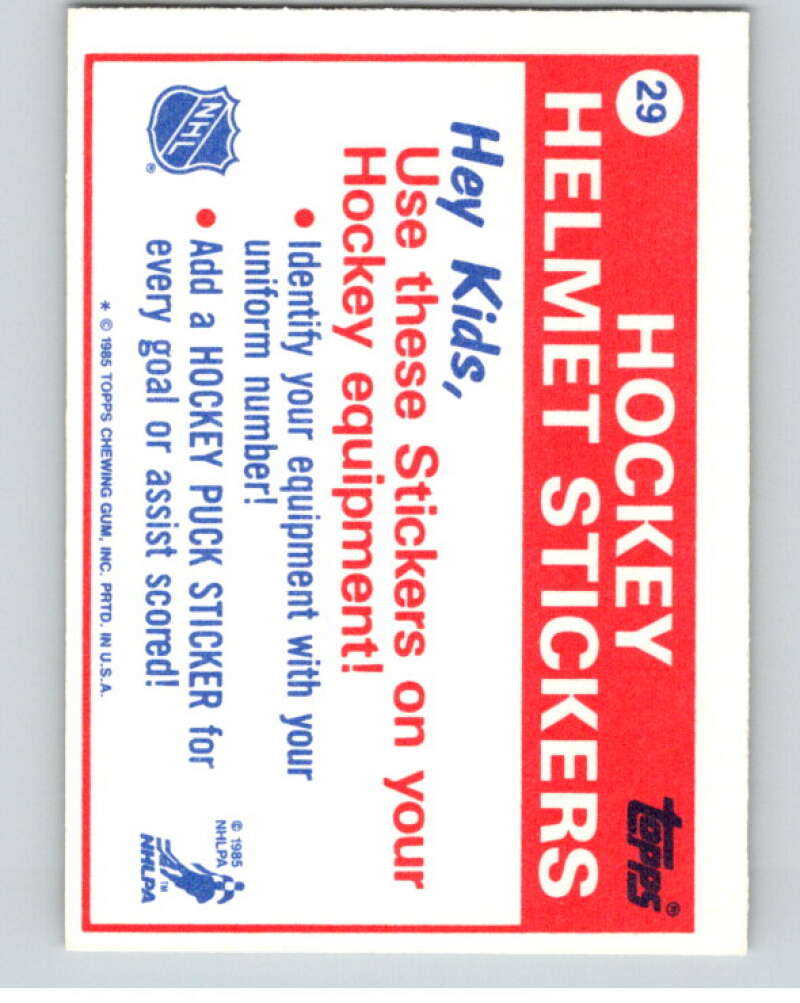 29
HOCKEY
HELMET STICKERS
topps®
Hey Kids,
Use these Stickers on your
Hockey equipment!
• Identify your equipment with your
uniform number!
• Add a HOCKEY PUCK STICKER for
every goal or assist scored!
NHL®
* © 1985 TOPPS CHEWING GUM, INC. PRTD. IN U.S.A.
© 1985
NHLPA
NHLPA™